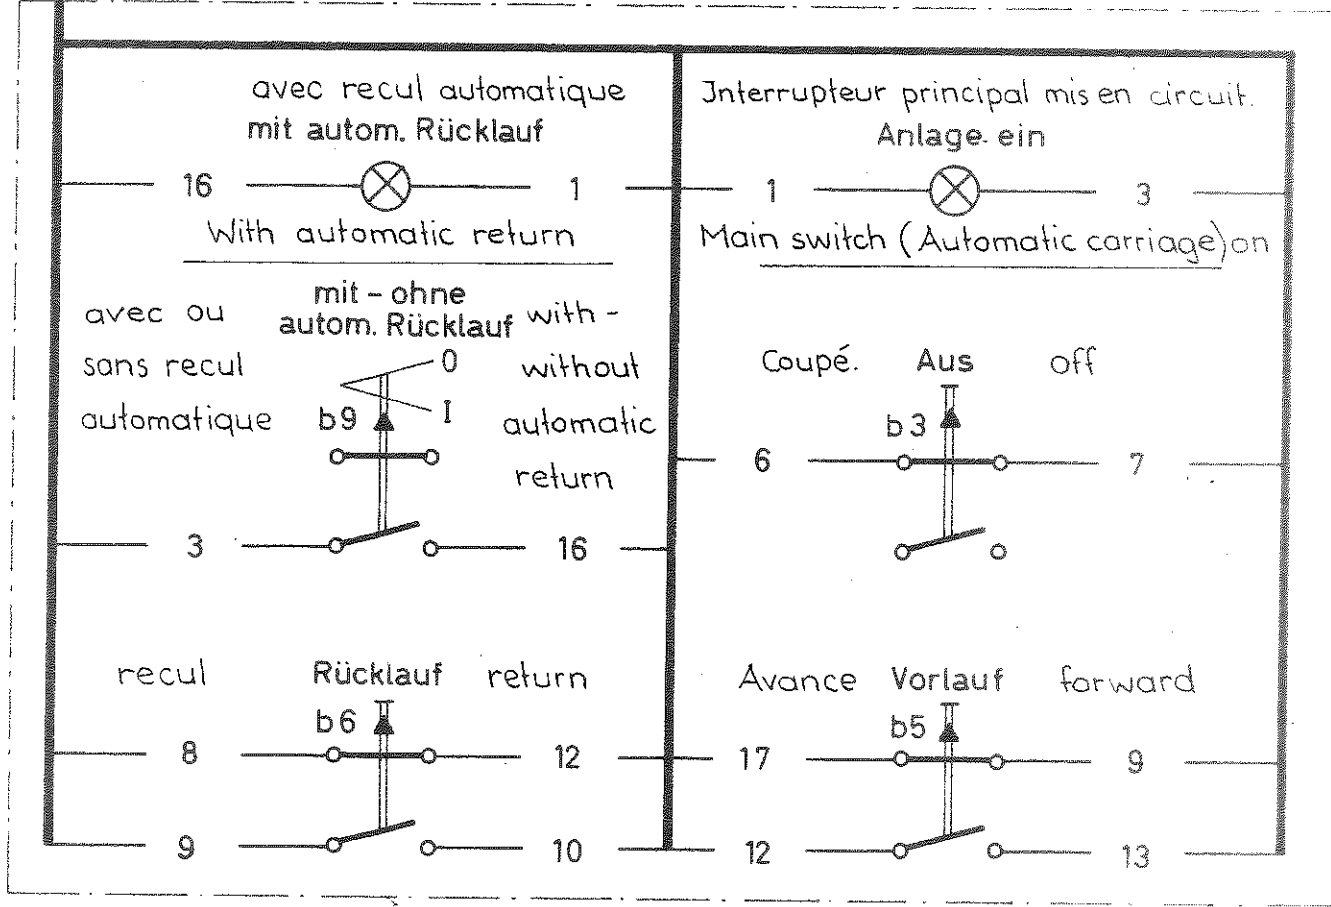 avec recul automatique
mit autom. Rücklauf
16 1
With automatic return
Interrupteur principal mis en circuit.
Anlage ein
1 3
Main switch (Automatic carriage) on
avec ou
sans recul
automatique
mit - ohne
autom. Rücklauf
with -
without
automatic
return
0
I
b9
3 16
Coupé. Aus off
b3
6 7
recul Rücklauf return
b6
8 12
9 10
Avance Vorlauf forward
b5
17 9
12 13